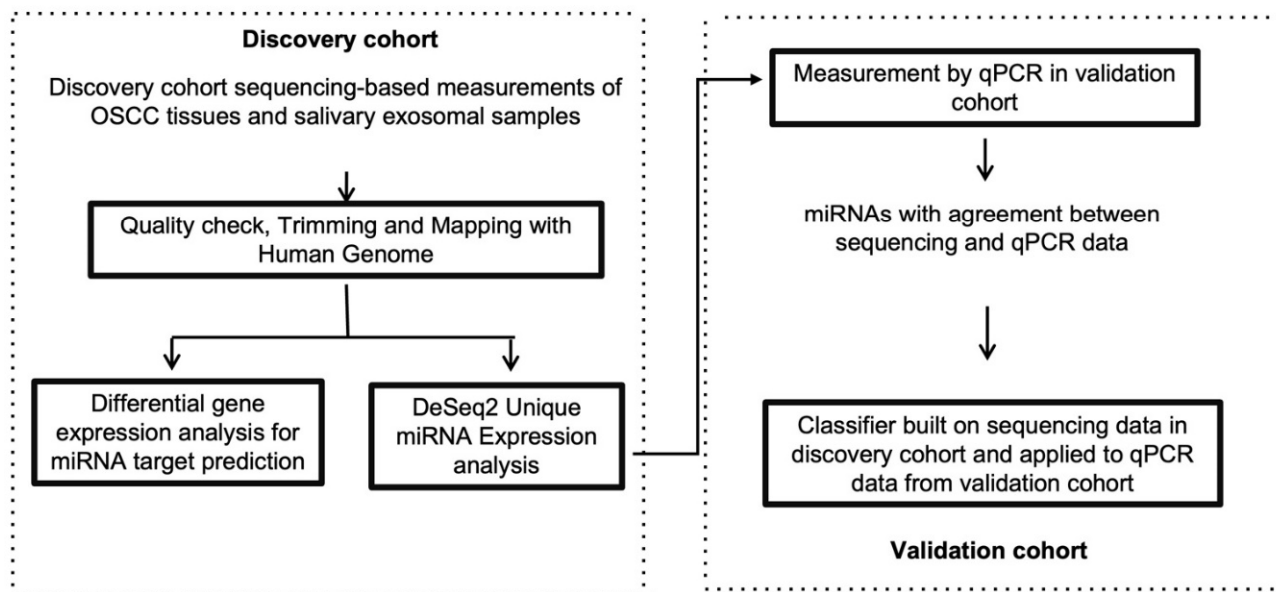 Discovery cohort
Discovery cohort sequencing-based measurements of
OSCC tissues and salivary exosomal samples
Quality check, Trimming and Mapping with
Human Genome
Differential gene
expression analysis for
miRNA target prediction
DeSeq2 Unique
miRNA Expression
analysis
Measurement by qPCR in validation
cohort
miRNAs with agreement between
sequencing and qPCR data
Classifier built on sequencing data in
discovery cohort and applied to qPCR
data from validation cohort
Validation cohort